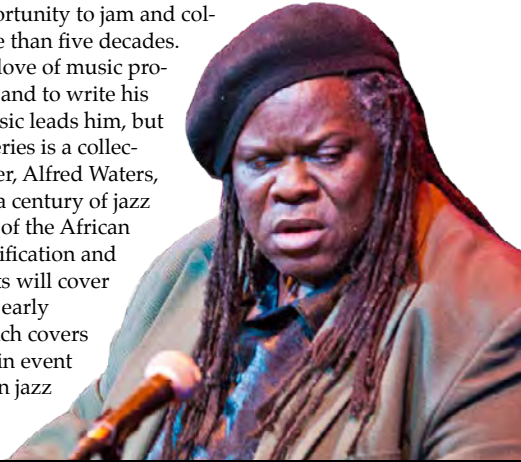 ortunity to jam and col-
e than five decades.
love of music pro-
and to write his
sic leads him, but
eries is a collec-
er, Alfred Waters,
a century of jazz
of the African
ification and
ts will cover
early
ch covers
in event
n jazz